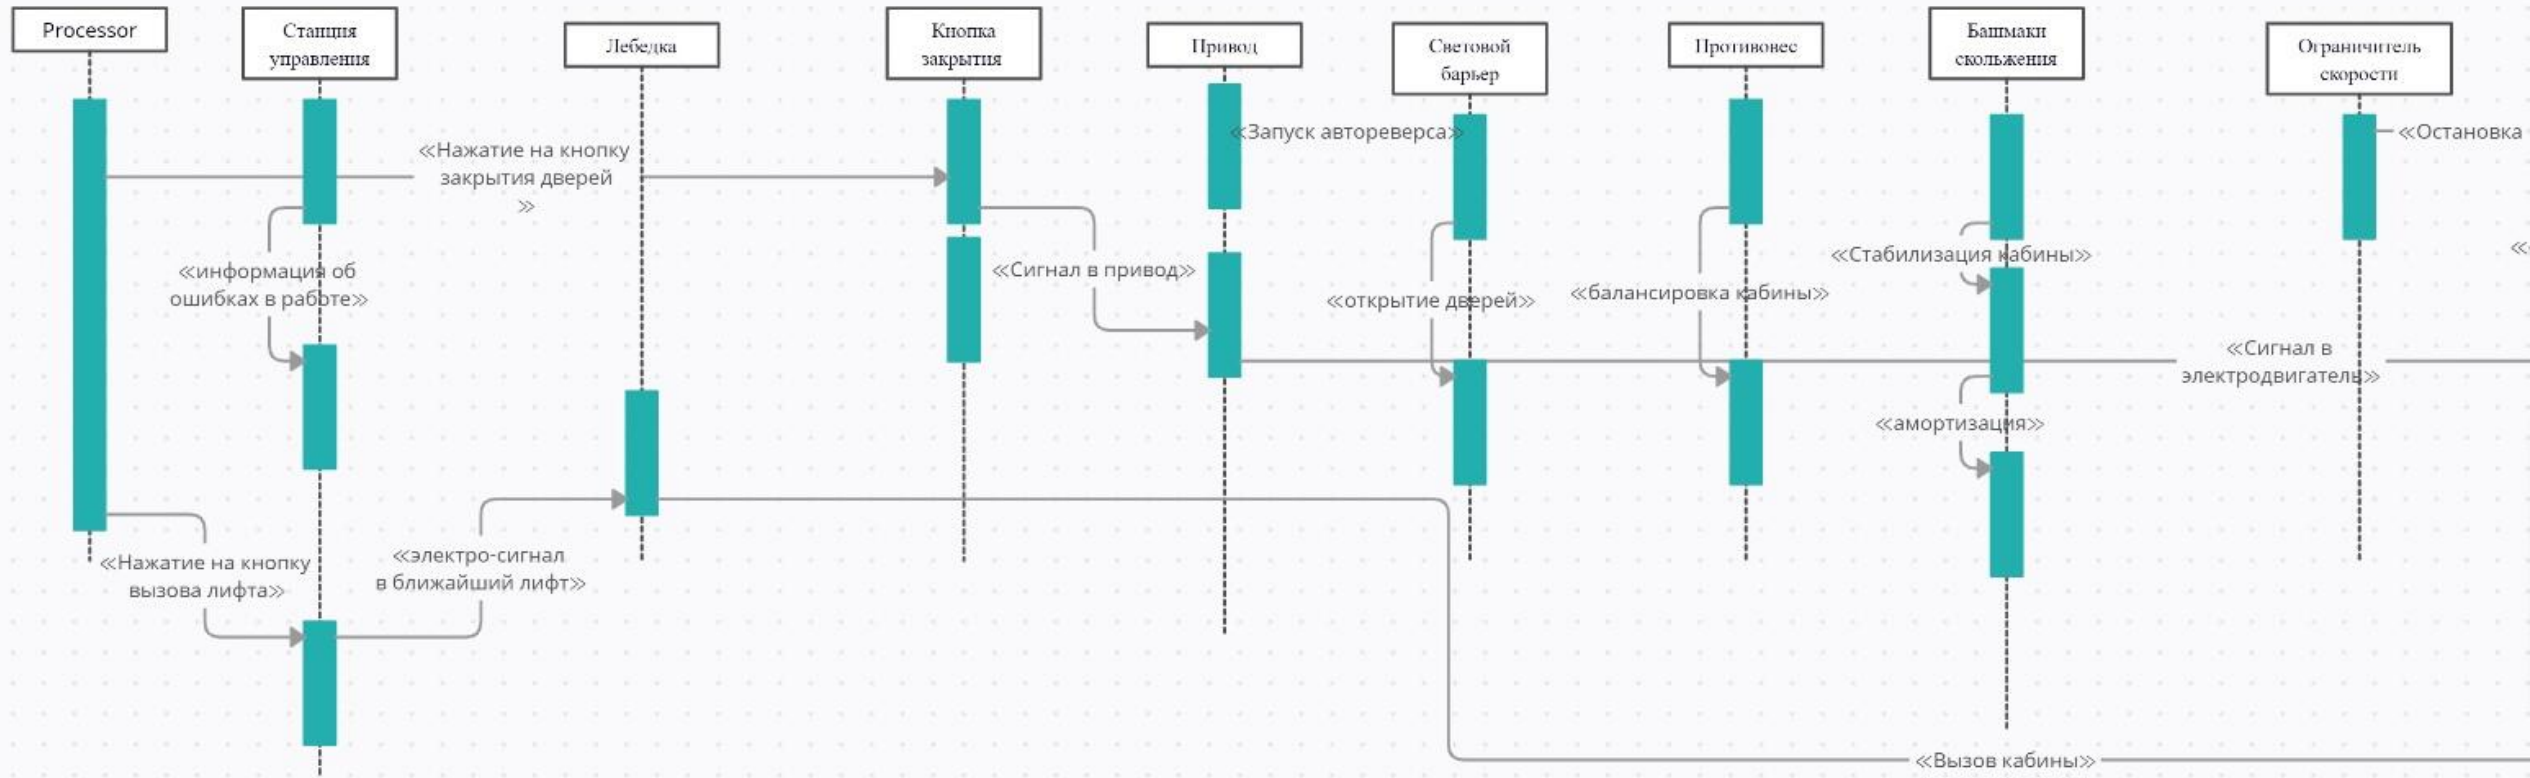 Processor
Станция
управления
Лебедка
Кнопка
закрытия
Привод
Световой
барьер
Противовес
Башмаки
скольжения
Ограничитель
скорости
«Нажатие на кнопку
закрытия дверей
»
«Запуск автореверса»
«Остановка
«информация об
ошибках в работе»
«Сигнал в привод»
«открытие дверей»
«балансировка кабины»
«Стабилизация кабины»
«Сигнал в
электродвигатель»
«амортизация»
«Нажатие на кнопку
вызова лифта»
«электро-сигнал
в ближайший лифт»
«Вызов кабины»